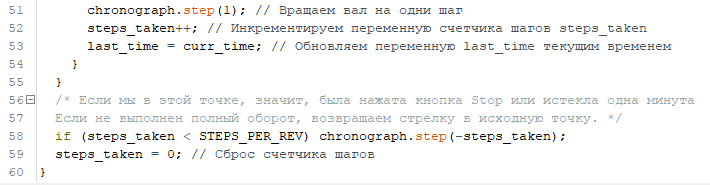 51 chronograph.step(1); // Вращаем вал на одни шаг
52 steps_taken++; // Инкрементируем переменную счетчика шагов steps_taken
53 last_time = curr_time; // Обновляем переменную last_time текущим временем
54 }
55 }
56 /* Если мы в этой точке, значит, была нажата кнопка Stop или истекла одна минута
57 Если не выполнен полный оборот, возвращаем стрелку в исходную точку. */
58 if (steps_taken < STEPS_PER_REV) chronograph.step(-steps_taken);
59 steps_taken = 0; // Сброс счетчика шагов
60 }